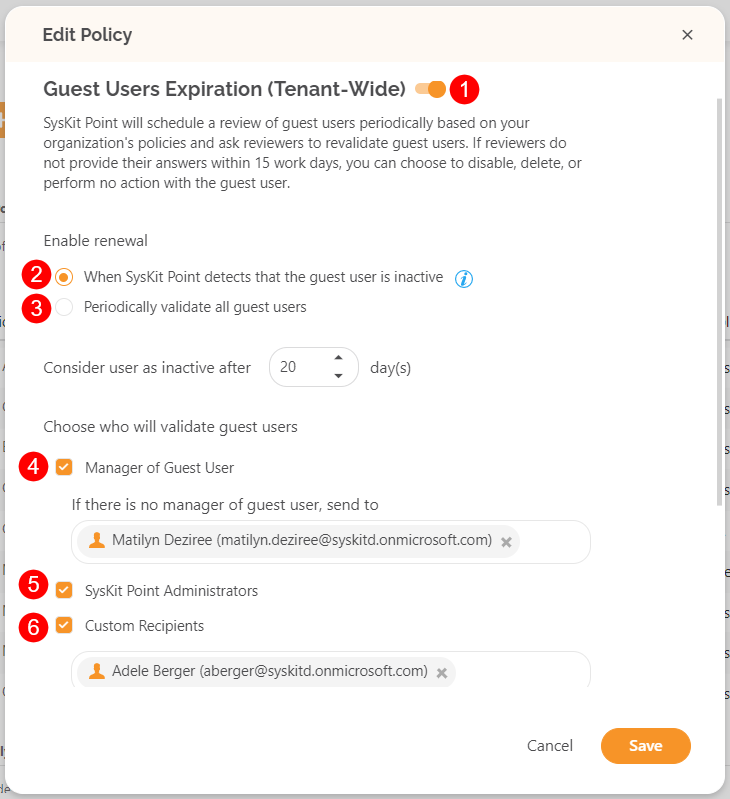 Edit Policy
Guest Users Expiration (Tenant-Wide) 1
SysKit Point will schedule a review of guest users periodically based on your
organization's policies and ask reviewers to revalidate guest users. If reviewers do
not provide their answers within 15 work days, you can choose to disable, delete, or
perform no action with the guest user.
Enable renewal
2 When SysKit Point detects that the guest user is inactive i
3 Periodically validate all guest users
Consider user as inactive after 20 day(s)
Choose who will validate guest users
4 Manager of Guest User
If there is no manager of guest user, send to
Matilyn Deziree (matilyn.deziree@syskitd.onmicrosoft.com)
5 SysKit Point Administrators
6 Custom Recipients
Adele Berger (aberger@syskitd.onmicrosoft.com)
Cancel Save